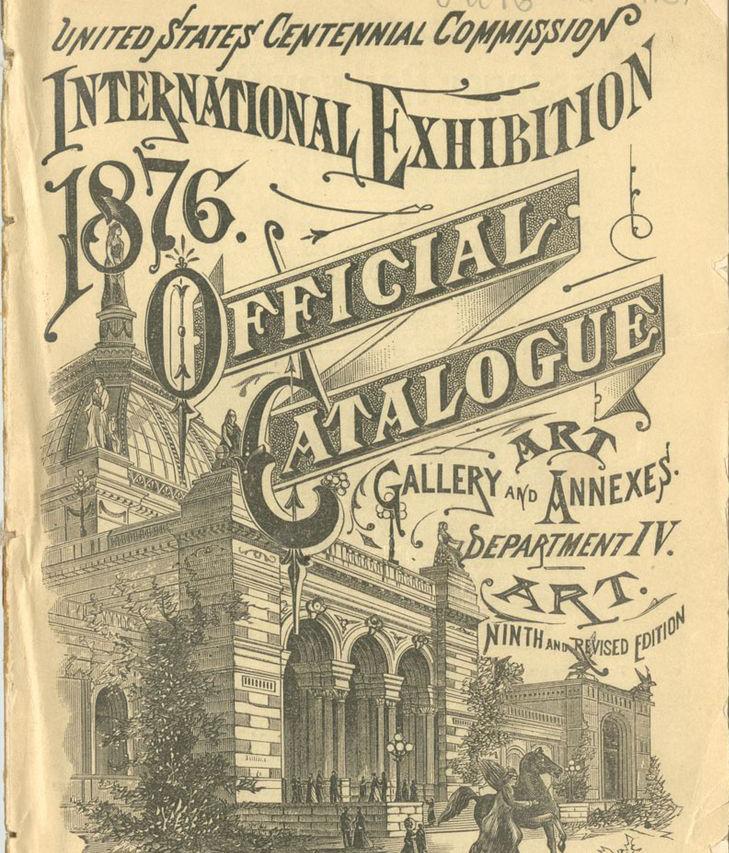 UNITED STATES CENTENNIAL COMMISSION
INTERNATIONAL EXHIBITION
1876.
OFFICIAL
CATALOGUE
ART
GALLERY AND ANNEXES.
DEPARTMENT IV.
ART.
NINTH AND REVISED EDITION